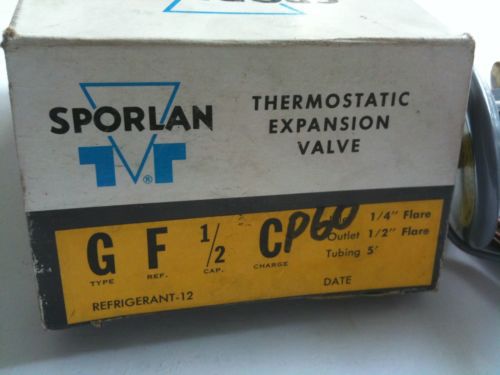 SPORLAN
®
THERMOSTATIC
EXPANSION
VALVE
G F 1/2 CP60
TYPE REF. CAP. CHARGE
1/4" Flare
Outlet 1/2" Flare
Tubing 5'
REFRIGERANT-12
DATE